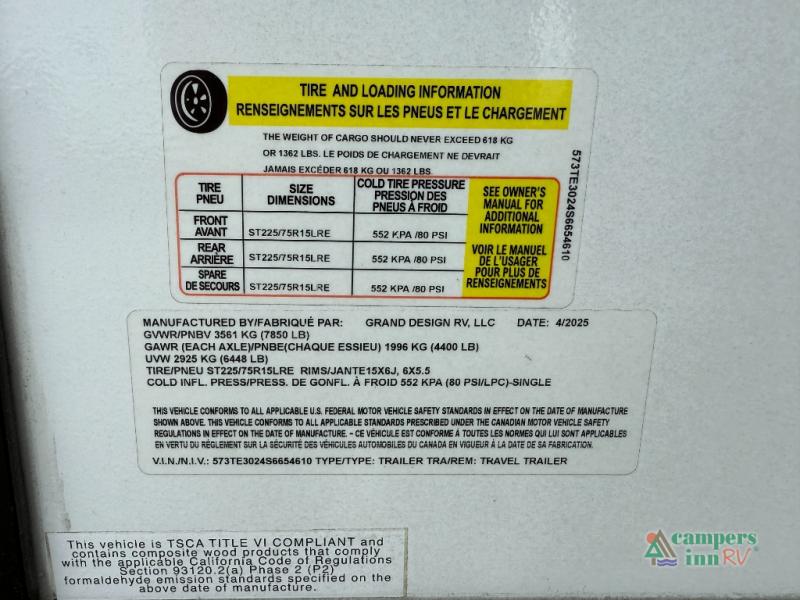 TIRE AND LOADING INFORMATION
RENSEIGNEMENTS SUR LES PNEUS ET LE CHARGEMENT
THE WEIGHT OF CARGO SHOULD NEVER EXCEED 618 KG
OR 1362 LBS. LE POIDS DE CHARGEMENT NE DEVRAIT
JAMAIS EXCÉDER 618 KG OU 1362 LBS.
TIRE
PNEU
SIZE
DIMENSIONS
COLD TIRE PRESSURE
PRESSION DES
PNEUS À FROID
FRONT
AVANT
ST225/75R15LRE
552 KPA /80 PSI
REAR
ARRIÈRE
ST225/75R15LRE
552 KPA /80 PSI
SPARE
DE SECOURS
ST225/75R15LRE
552 KPA /80 PSI
SEE OWNER'S
MANUAL FOR
ADDITIONAL
INFORMATION
VOIR LE MANUEL
DE L'USAGER
POUR PLUS DE
RENSEIGNEMENTS
573TE3024S6654610
MANUFACTURED BY/FABRIQUÉ PAR: GRAND DESIGN RV, LLC DATE: 4/2025
GVWR/PNBV 3561 KG (7850 LB)
GAWR (EACH AXLE)/PNBE(CHAQUE ESSIEU) 1996 KG (4400 LB)
UVW 2925 KG (6448 LB)
TIRE/PNEU ST225/75R15LRE RIMS/JANTE15X6J, 6X5.5
COLD INFL. PRESS/PRESS. DE GONFL. À FROID 552 KPA (80 PSI/LPC)-SINGLE
THIS VEHICLE CONFORMS TO ALL APPLICABLE U.S. FEDERAL MOTOR VEHICLE SAFETY STANDARDS IN EFFECT ON THE DATE OF MANUFACTURE
SHOWN ABOVE. THIS VEHICLE CONFORMS TO ALL APPLICABLE STANDARDS PRESCRIBED UNDER THE CANADIAN MOTOR VEHICLE SAFETY
REGULATIONS IN EFFECT ON THE DATE OF MANUFACTURE. - CE VÉHICULE EST CONFORME À TOUTES LES NORMES QUI LUI SONT APPLICABLES
EN VERTU DU RÈGLEMENT SUR LA SÉCURITÉ DES VÉHICULES AUTOMOBILES DU CANADA EN VIGUEUR À LA DATE DE SA FABRICATION.
V.I.N./N.I.V.: 573TE3024S6654610 TYPE/TYPE: TRAILER TRA/REM: TRAVEL TRAILER
This vehicle is TSCA TITLE VI COMPLIANT and
contains composite wood products that comply
with the applicable California Code of Regulations
Section 93120.2(a) Phase 2 (P2)
formaldehyde emission standards specified on the
above date of manufacture.
campers
inn RV